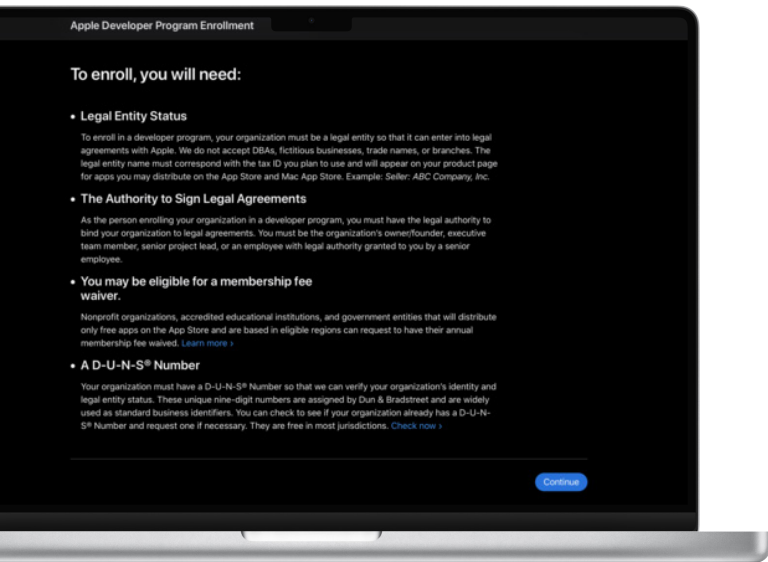 Apple Developer Program Enrollment
To enroll, you will need:
• Legal Entity Status
To enroll in a developer program, your organization must be a legal entity so that it can enter into legal
agreements with Apple. We do not accept DBAs, fictitious businesses, trade names, or branches. The
legal entity name must correspond with the tax ID you plan to use and will appear on your product page
for apps you may distribute on the App Store and Mac App Store. Example: Seller: ABC Company, Inc.
• The Authority to Sign Legal Agreements
As the person enrolling your organization in a developer program, you must have the legal authority to
bind your organization to legal agreements. You must be the organization's owner/founder, executive
team member, senior project lead, or an employee with legal authority granted to you by a senior
employee.
• You may be eligible for a membership fee
waiver.
Nonprofit organizations, accredited educational institutions, and government entities that will distribute
only free apps on the App Store and are based in eligible regions can request to have their annual
membership fee waived. Learn more ›
• A D-U-N-S® Number
Your organization must have a D-U-N-S® Number so that we can verify your organization's identity and
legal entity status. These unique nine-digit numbers are assigned by Dun & Bradstreet and are widely
used as standard business identifiers. You can check to see if your organization already has a D-U-N-
S® Number and request one if necessary. They are free in most jurisdictions. Check now ›
Continue